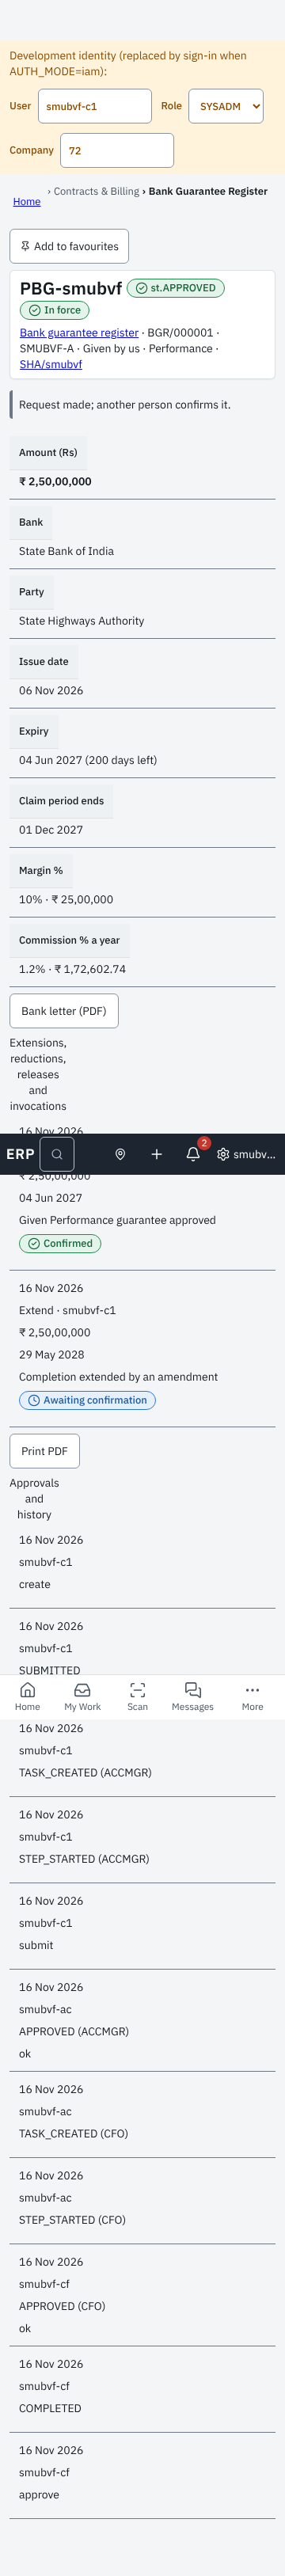 Development identity (replaced by sign-in when
AUTH_MODE=iam):
User smubvf-c1 Role SYSADM
Company 72
Home › Contracts & Billing › Bank Guarantee Register
Add to favourites
PBG-smubvf st.APPROVED
In force
Bank guarantee register · BGR/000001 ·
SMUBVF-A · Given by us · Performance ·
SHA/smubvf
Request made; another person confirms it.
Amount (Rs)
₹ 2,50,00,000
Bank
State Bank of India
Party
State Highways Authority
Issue date
06 Nov 2026
Expiry
04 Jun 2027 (200 days left)
Claim period ends
01 Dec 2027
Margin %
10% · ₹ 25,00,000
Commission % a year
1.2% · ₹ 1,72,602.74
Bank letter (PDF)
Extensions,
reductions,
releases
and
invocations
16 Nov 2026
ERP 2 smubv...
₹ 2,50,00,000
04 Jun 2027
Given Performance guarantee approved
Confirmed
16 Nov 2026
Extend · smubvf-c1
₹ 2,50,00,000
29 May 2028
Completion extended by an amendment
Awaiting confirmation
Print PDF
Approvals
and
history
16 Nov 2026
smubvf-c1
create
16 Nov 2026
smubvf-c1
SUBMITTED
Home My Work Scan Messages More
16 Nov 2026
smubvf-c1
TASK_CREATED (ACCMGR)
16 Nov 2026
smubvf-c1
STEP_STARTED (ACCMGR)
16 Nov 2026
smubvf-c1
submit
16 Nov 2026
smubvf-ac
APPROVED (ACCMGR)
ok
16 Nov 2026
smubvf-ac
TASK_CREATED (CFO)
16 Nov 2026
smubvf-ac
STEP_STARTED (CFO)
16 Nov 2026
smubvf-cf
APPROVED (CFO)
ok
16 Nov 2026
smubvf-cf
COMPLETED
16 Nov 2026
smubvf-cf
approve